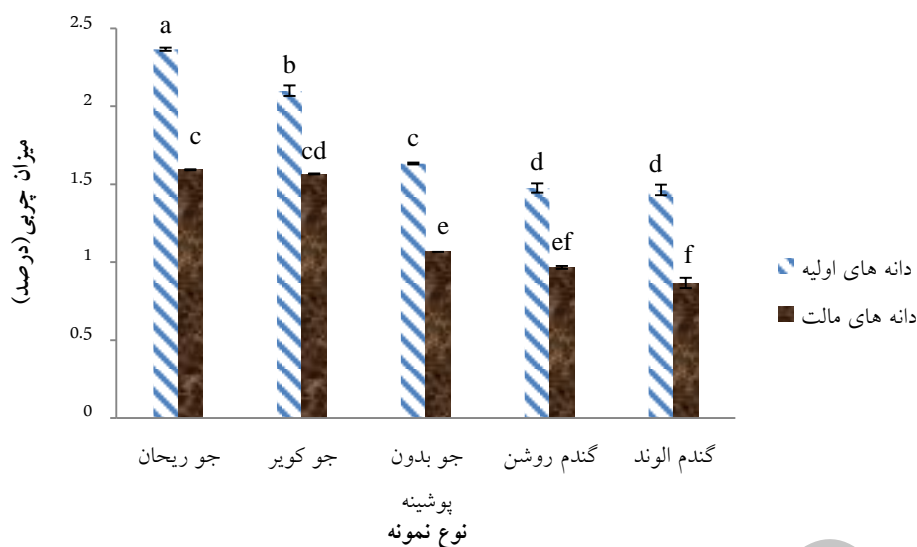 میزان چربی(درصد)
2.5
2
1.5
1
0.5
0
a
c
b
cd
c
e
d
ef
d
f
جو ریحان
جو کویر
جو بدون
پوشینه
گندم روشن
گندم الوند
نوع نمونه
دانه های اولیه
دانه های مالت